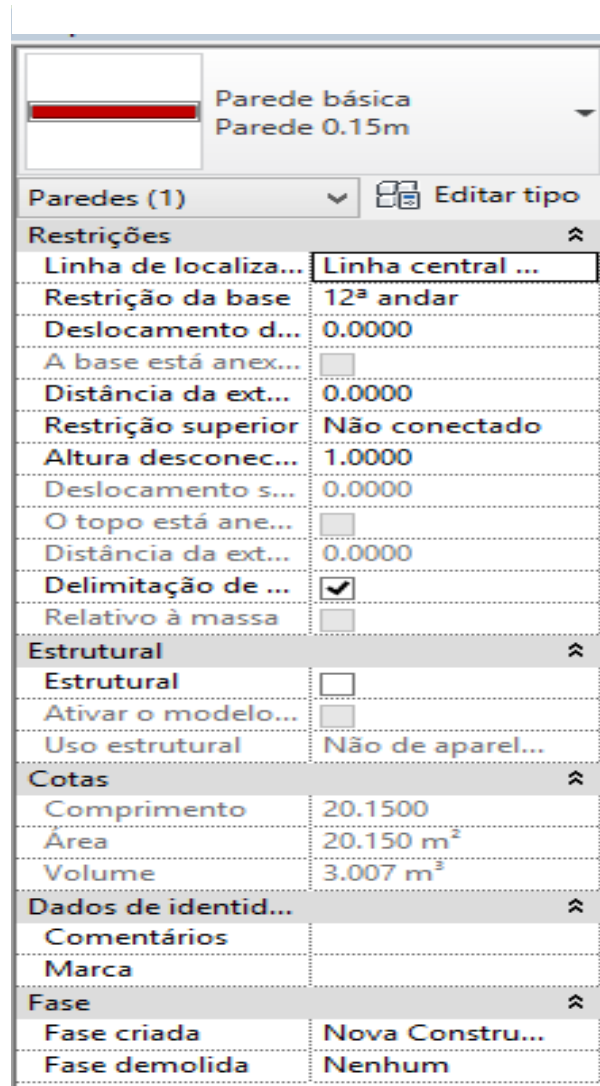 Parede básica
Parede 0.15m
Paredes (1) Editar tipo
Restrições
Linha de localiza... Linha central ...
Restrição da base 12ª andar
Deslocamento d... 0.0000
A base está anex...
Distância da ext... 0.0000
Restrição superior Não conectado
Altura desconec... 1.0000
Deslocamento s... 0.0000
O topo está ane...
Distância da ext... 0.0000
Delimitação de ...
Relativo à massa
Estrutural
Estrutural
Ativar o modelo...
Uso estrutural Não de aparel...
Cotas
Comprimento 20.1500
Área 20.150 m²
Volume 3.007 m³
Dados de identid...
Comentários
Marca
Fase
Fase criada Nova Constru...
Fase demolida Nenhum